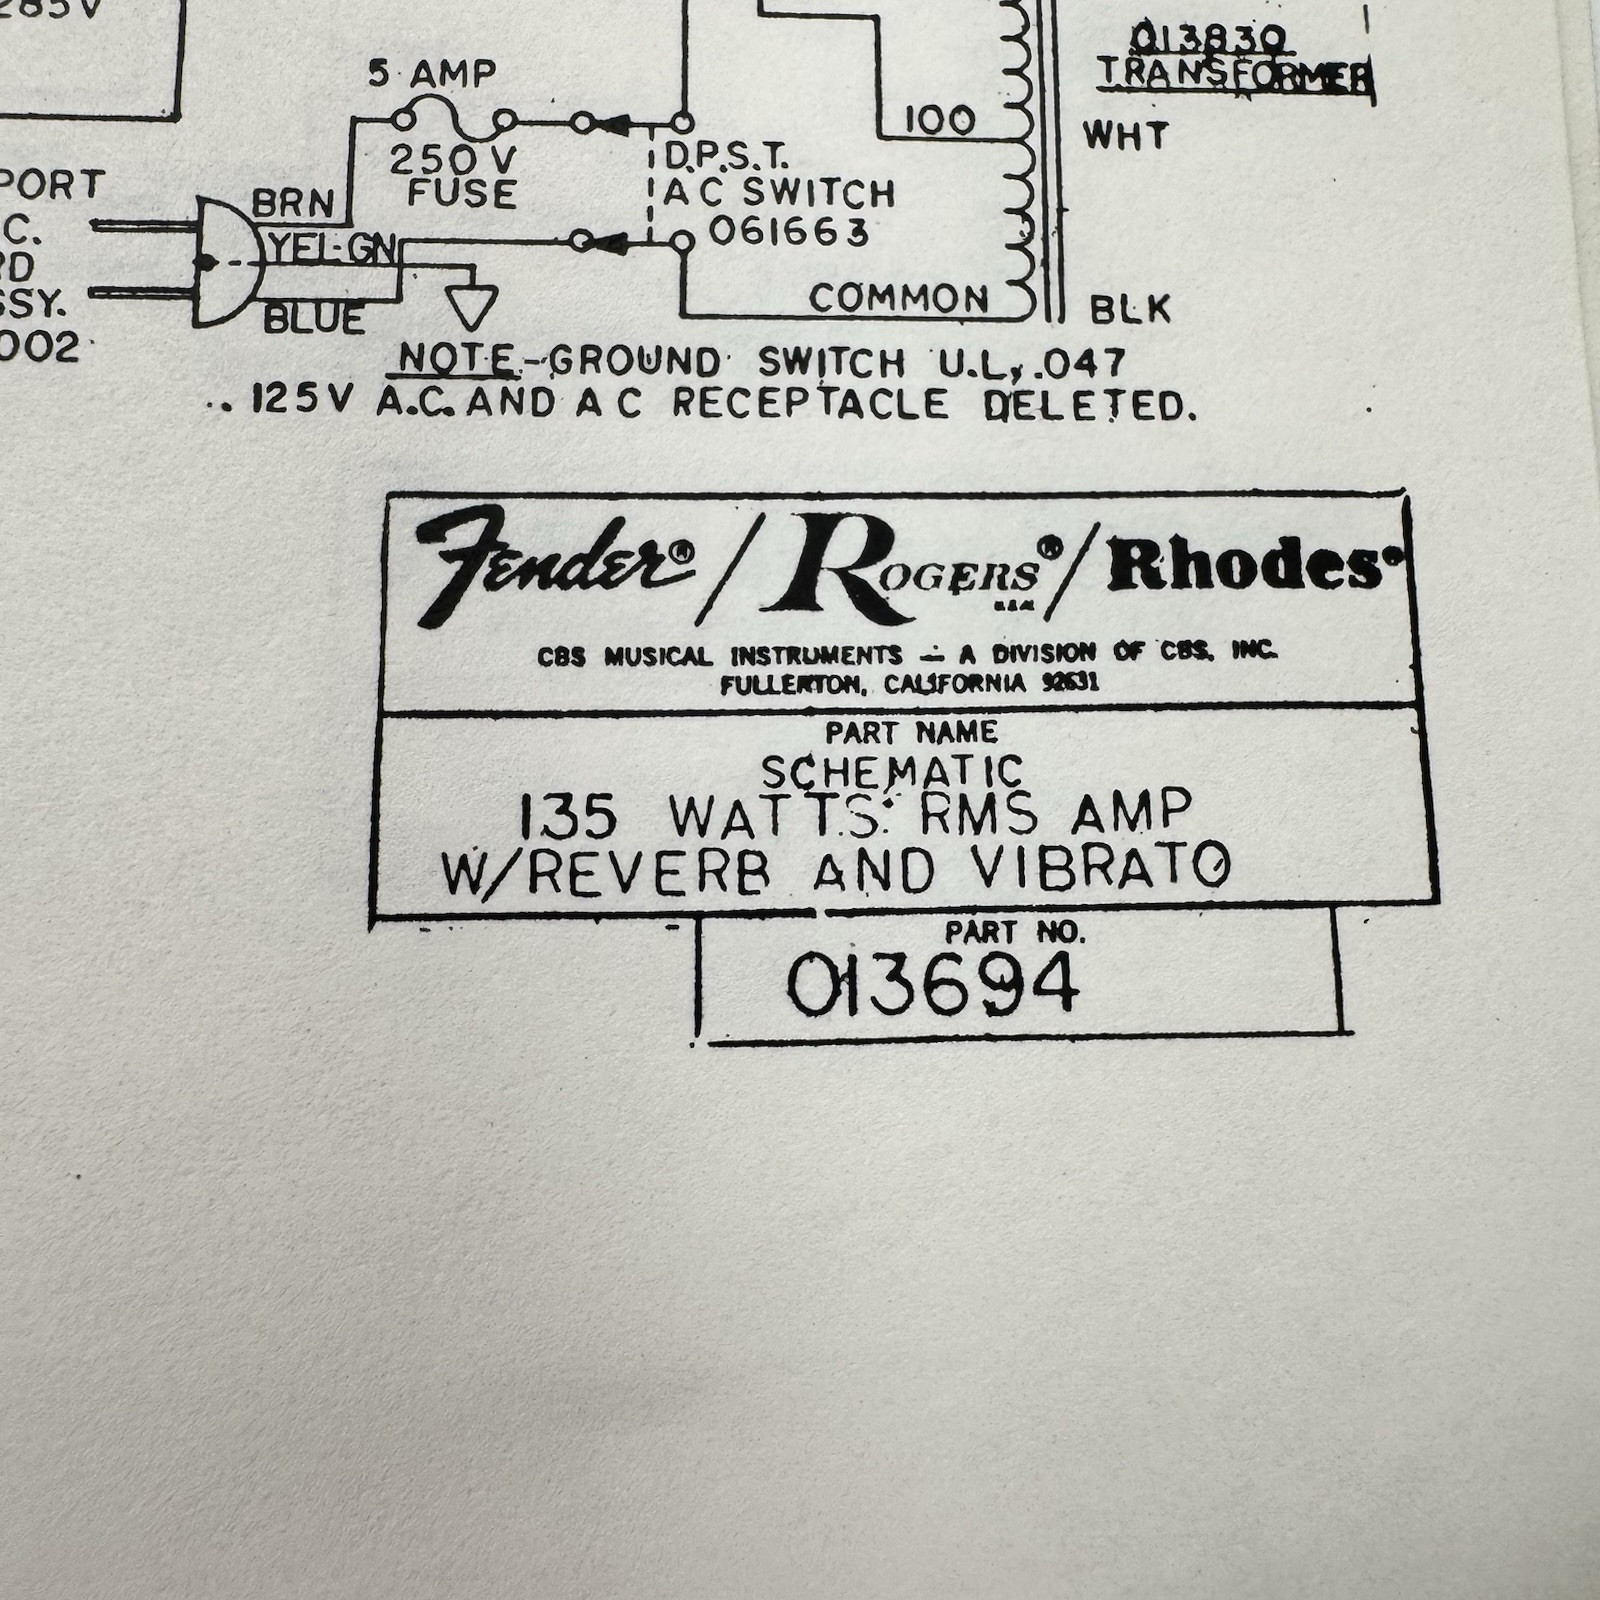 285V
5 AMP
250 V
FUSE
D.P.S.T.
A C SWITCH
061663
100
013830
TRANSFORMER
WHT
PORT
C.
RD
SSY.
002
BRN
YEL-GN
BLUE
COMMON
BLK
NOTE-GROUND SWITCH U.L, .047
125V A.C. AND A C RECEPTACLE DELETED.
Fender® / ROGERS® / Rhodes®
USA
CBS MUSICAL INSTRUMENTS – A DIVISION OF CBS, INC.
FULLERTON, CALIFORNIA 92631
PART NAME
SCHEMATIC
135 WATTS RMS AMP
W/REVERB AND VIBRATO
PART NO.
013694